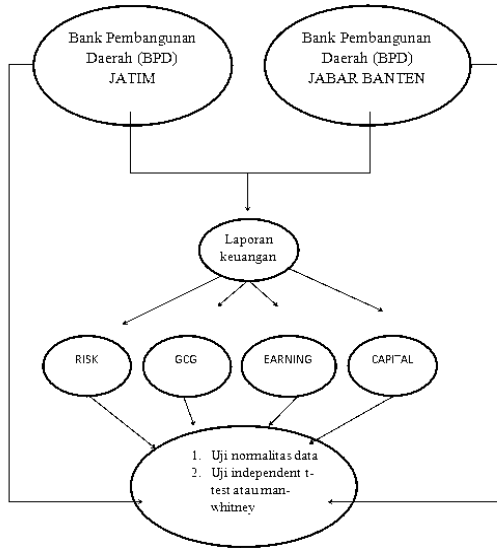 Bank Pembangunan
Daerah (BPD)
JATIM
Bank Pembangunan
Daerah (BPD)
JABAR BANTEN
Laporan
keuangan
RISK
GCG
EARNING
CAPITAL
1. Uji normalitas data
2. Uji independent t-
test atau man-
whitney